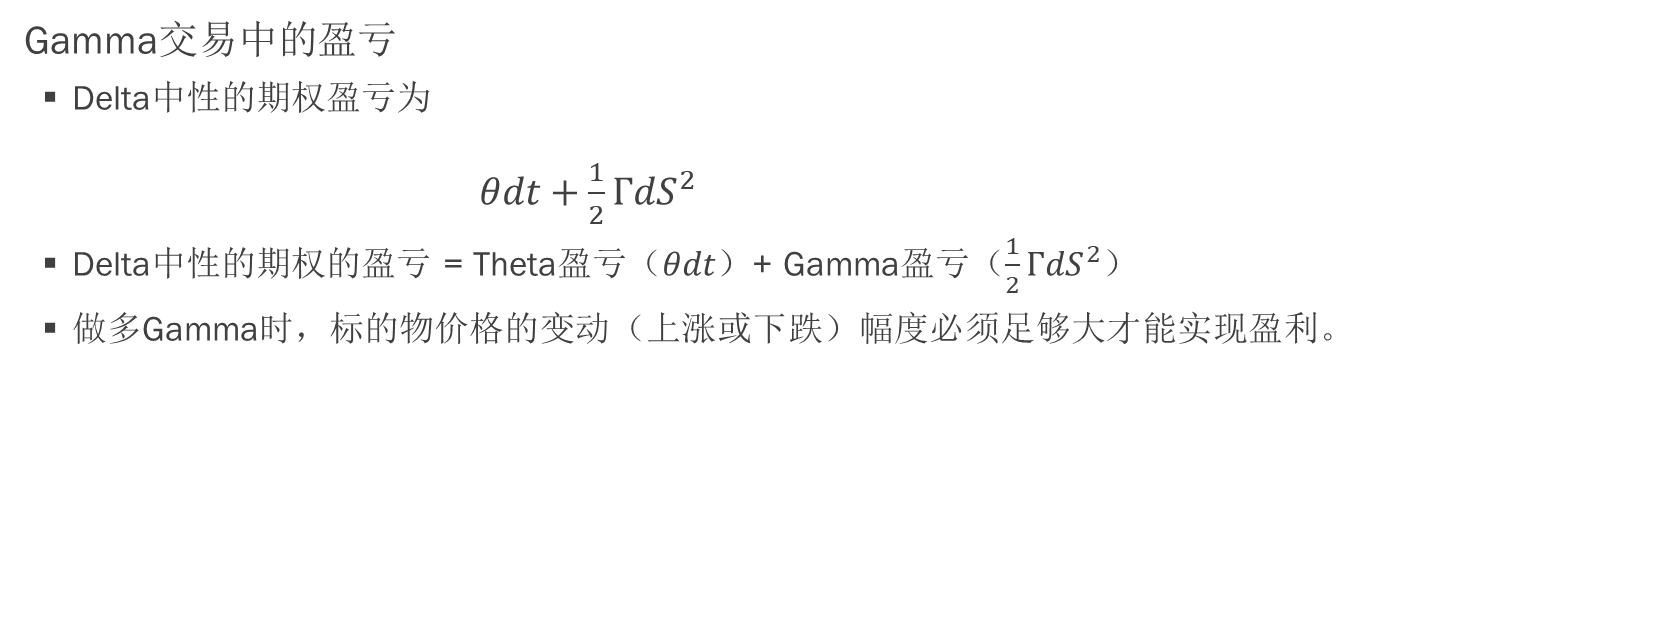 Gamma交易中的盈亏
▪ Delta中性的期权盈亏为
θdt + 1/2 ΓdS²
▪ Delta中性的期权的盈亏 = Theta盈亏（θdt）+ Gamma盈亏（1/2 ΓdS²）
▪ 做多Gamma时，标的物价格的变动（上涨或下跌）幅度必须足够大才能实现盈利。